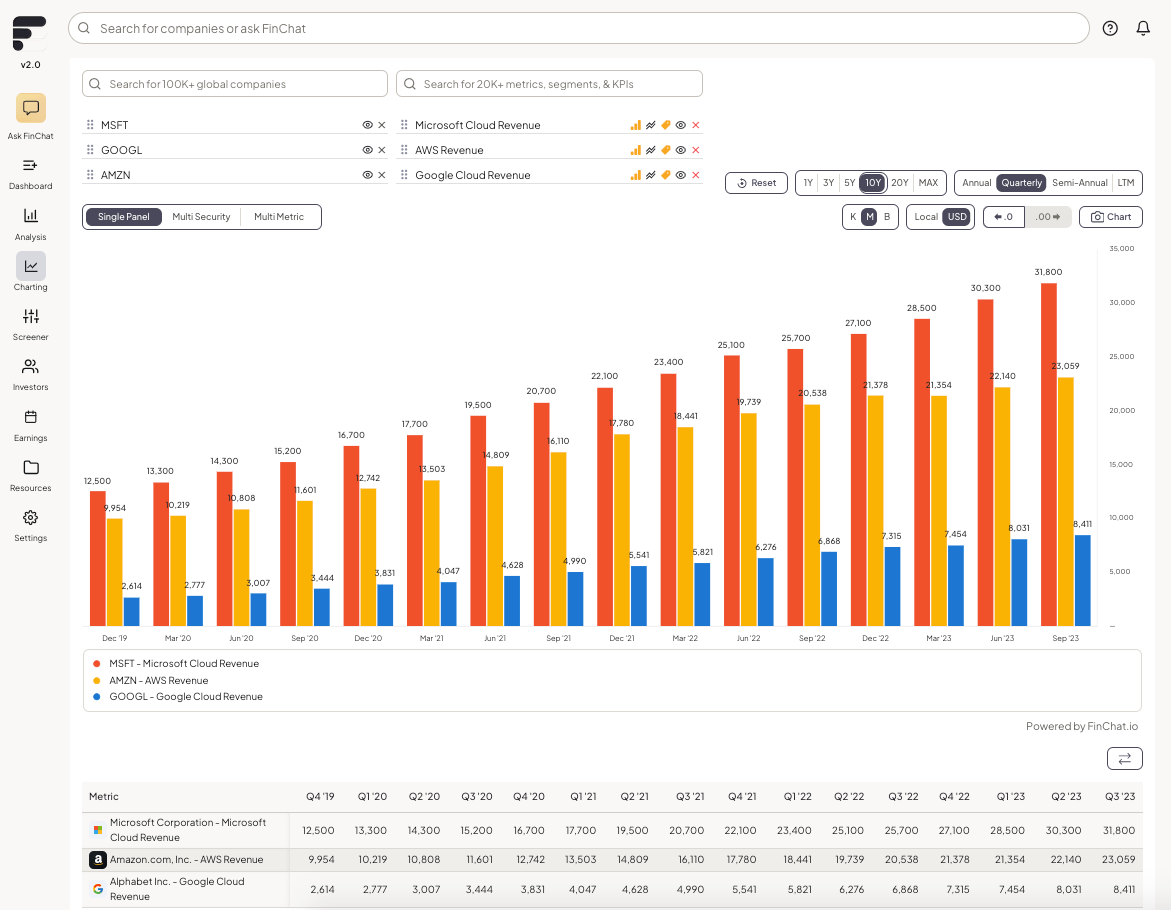 Search for companies or ask FinChat
v2.0
Search for 100K+ global companies
Search for 20K+ metrics, segments, & KPIs
Ask FinChat
Dashboard
Analysis
Charting
Screener
Investors
Earnings
Resources
Settings
MSFT
Microsoft Cloud Revenue
GOOGL
AWS Revenue
AMZN
Google Cloud Revenue
Reset
1Y 3Y 5Y 10Y 20Y MAX
Annual Quarterly Semi-Annual LTM
Single Panel Multi Security Multi Metric
K M B
Local USD
.0 .00
Chart
35,000
30,000
25,000
20,000
15,000
10,000
5,000
–
12,500 9,954 2,614
13,300 10,219 2,777
14,300 10,808 3,007
15,200 11,601 3,444
16,700 12,742 3,831
17,700 13,503 4,047
19,500 14,809 4,628
20,700 16,110 4,990
22,100 17,780 5,541
23,400 18,441 5,821
25,100 19,739 6,276
25,700 20,538 6,868
27,100 21,378 7,315
28,500 21,354 7,454
30,300 22,140 8,031
31,800 23,059 8,411
Dec '19 Mar '20 Jun '20 Sep '20 Dec '20 Mar '21 Jun '21 Sep '21 Dec '21 Mar '22 Jun '22 Sep '22 Dec '22 Mar '23 Jun '23 Sep '23
MSFT - Microsoft Cloud Revenue
AMZN - AWS Revenue
GOOGL - Google Cloud Revenue
Powered by FinChat.io
Metric Q4 '19 Q1 '20 Q2 '20 Q3 '20 Q4 '20 Q1 '21 Q2 '21 Q3 '21 Q4 '21 Q1 '22 Q2 '22 Q3 '22 Q4 '22 Q1 '23 Q2 '23 Q3 '23
Microsoft Corporation - Microsoft
Cloud Revenue
12,500 13,300 14,300 15,200 16,700 17,700 19,500 20,700 22,100 23,400 25,100 25,700 27,100 28,500 30,300 31,800
Amazon.com, Inc. - AWS Revenue 9,954 10,219 10,808 11,601 12,742 13,503 14,809 16,110 17,780 18,441 19,739 20,538 21,378 21,354 22,140 23,059
Alphabet Inc. - Google Cloud
Revenue
2,614 2,777 3,007 3,444 3,831 4,047 4,628 4,990 5,541 5,821 6,276 6,868 7,315 7,454 8,031 8,411